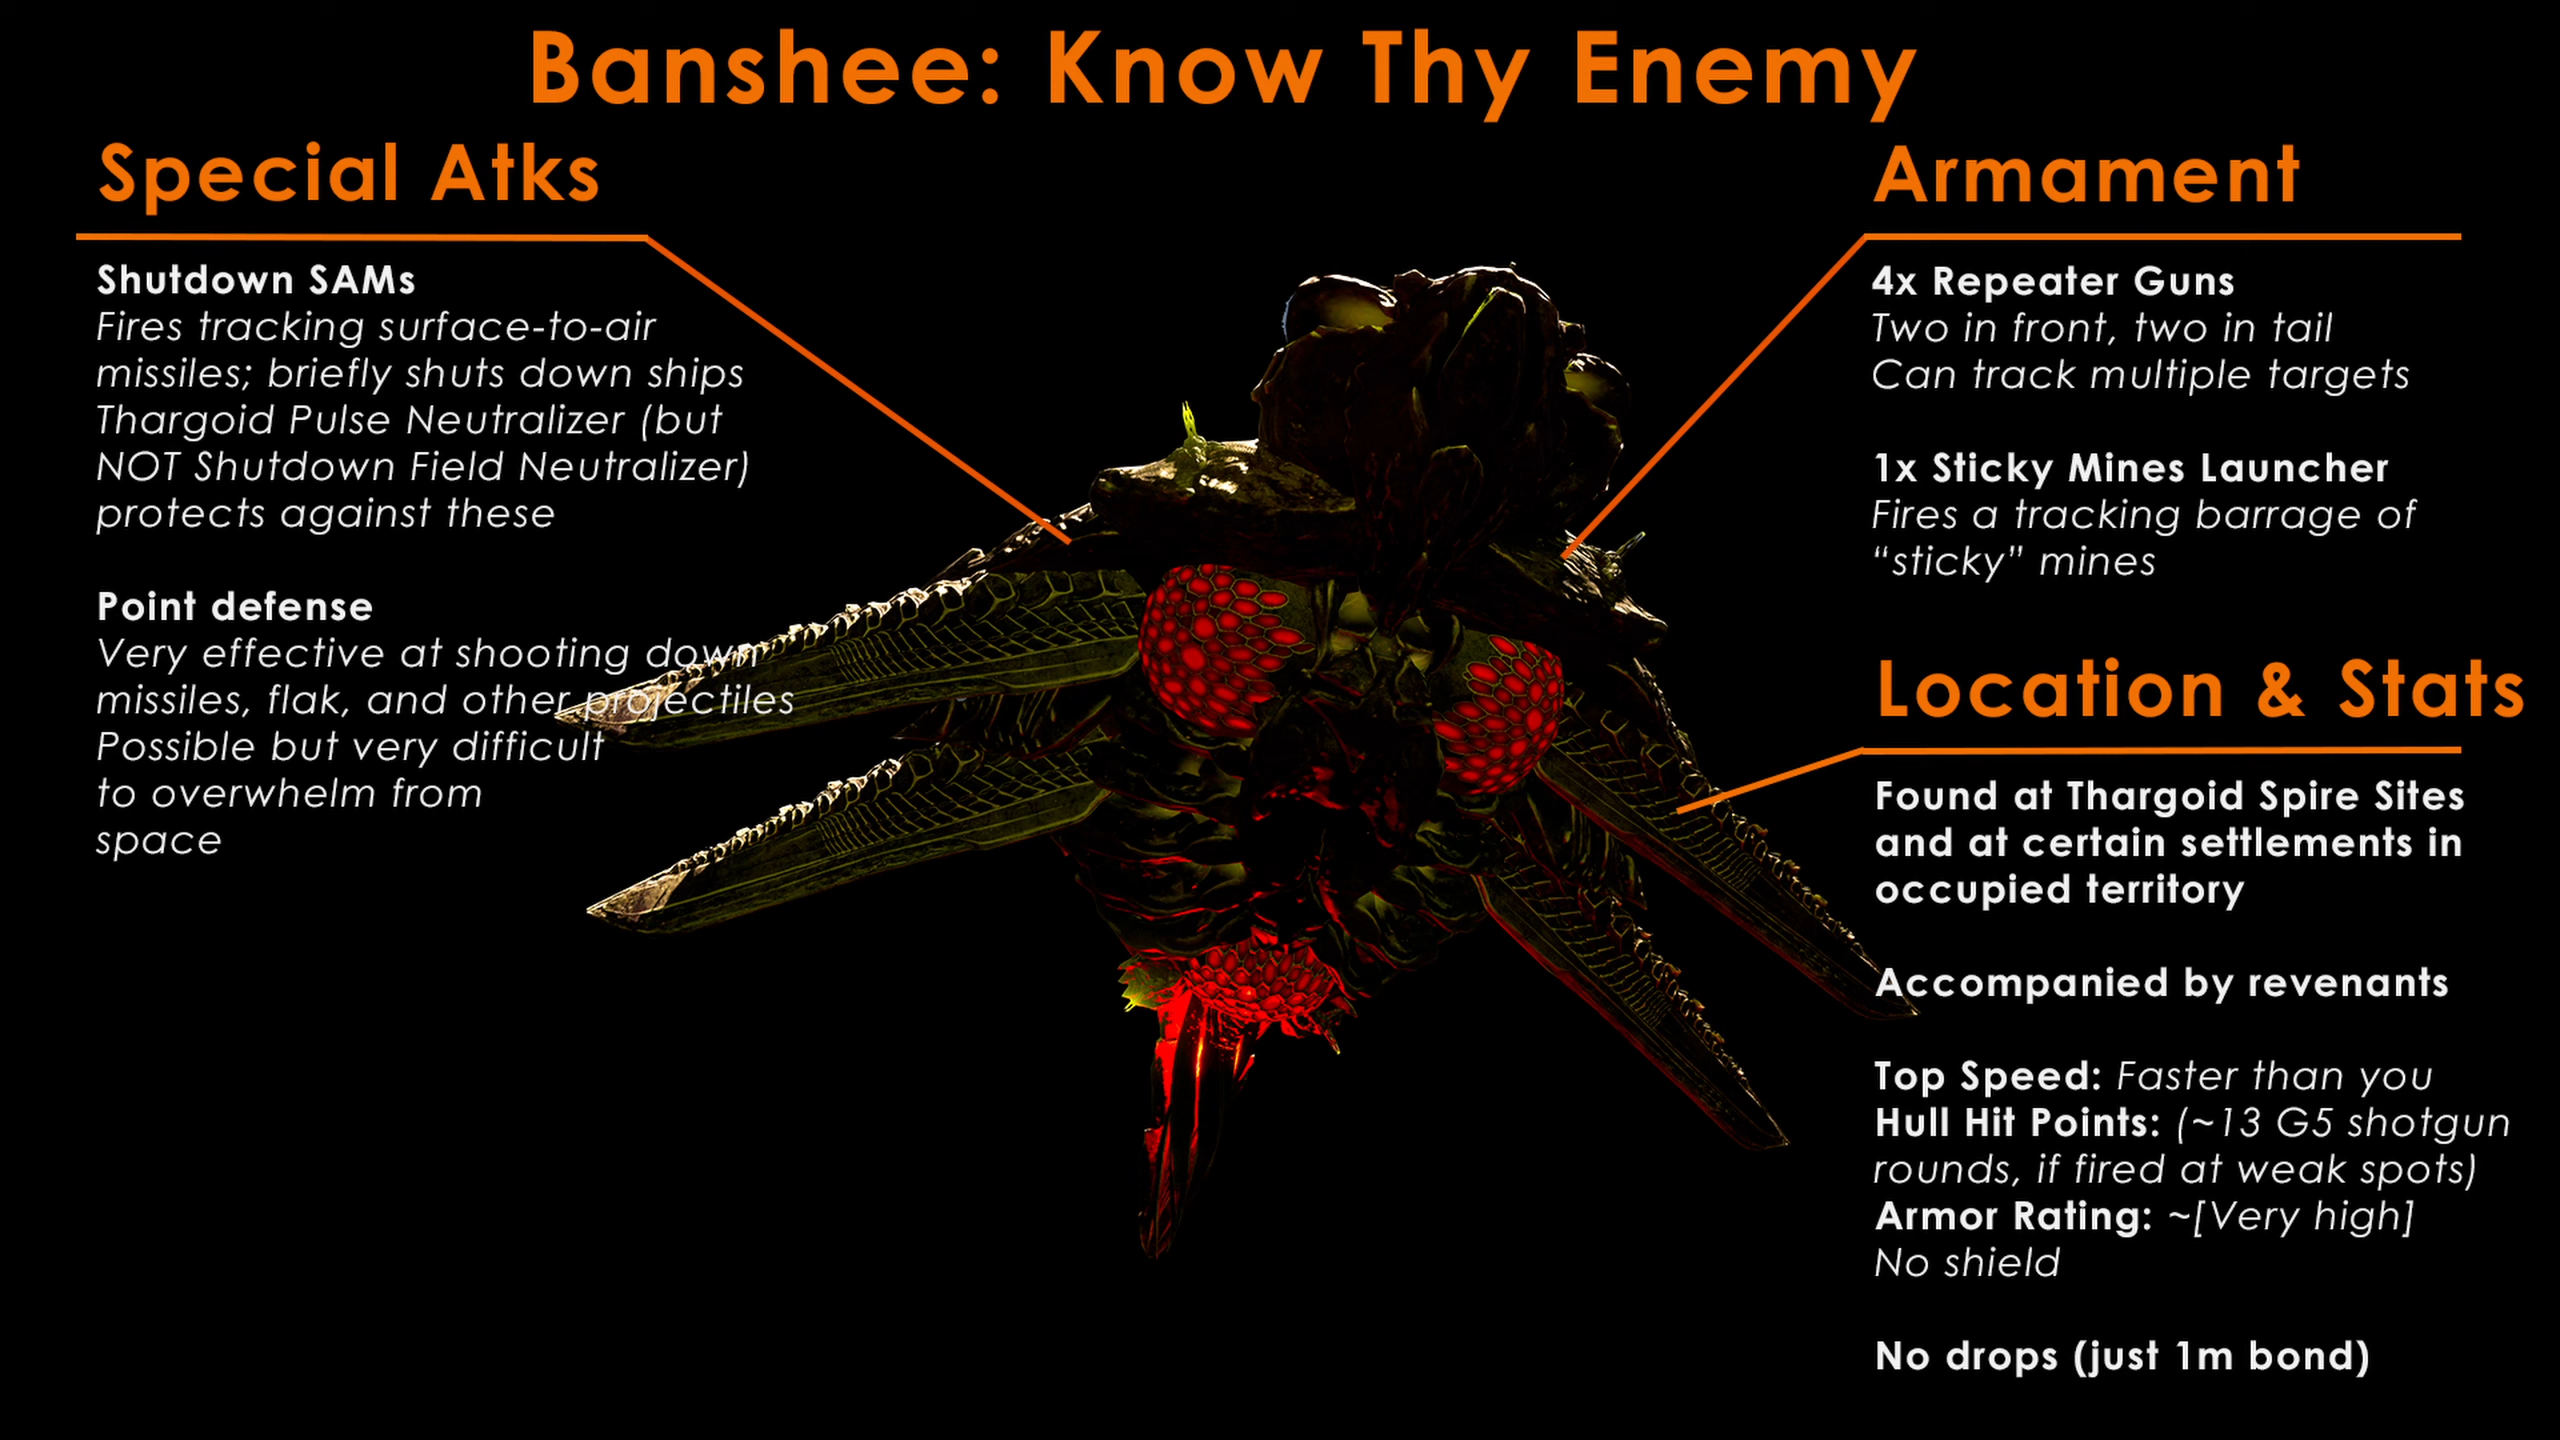 Banshee: Know Thy Enemy
Special Atks
Shutdown SAMs
Fires tracking surface-to-air
missiles; briefly shuts down ships
Thargoid Pulse Neutralizer (but
NOT Shutdown Field Neutralizer)
protects against these
Point defense
Very effective at shooting down
missiles, flak, and other projectiles
Possible but very difficult
to overwhelm from
space
Armament
4x Repeater Guns
Two in front, two in tail
Can track multiple targets
1x Sticky Mines Launcher
Fires a tracking barrage of
“sticky” mines
Location & Stats
Found at Thargoid Spire Sites
and at certain settlements in
occupied territory
Accompanied by revenants
Top Speed: Faster than you
Hull Hit Points: (~13 G5 shotgun
rounds, if fired at weak spots)
Armor Rating: ~[Very high]
No shield
No drops (just 1m bond)